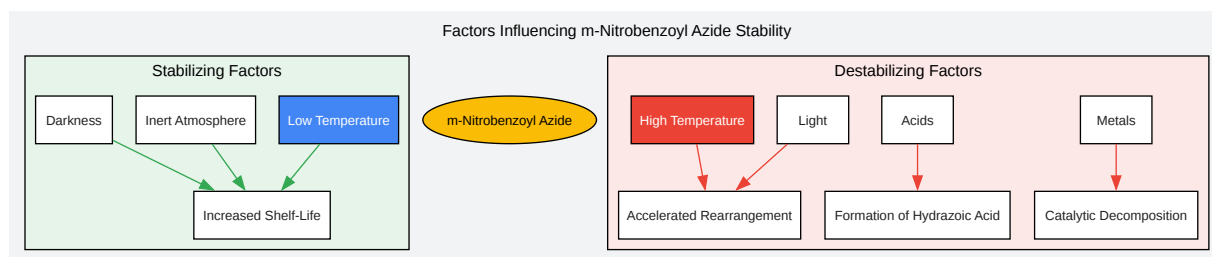 Factors Influencing m-Nitrobenzoyl Azide Stability
Stabilizing Factors
Darkness
Inert Atmosphere
Low Temperature
Increased Shelf-Life
m-Nitrobenzoyl Azide
Destabilizing Factors
High Temperature
Light
Acids
Metals
Accelerated Rearrangement
Formation of Hydrazoic Acid
Catalytic Decomposition